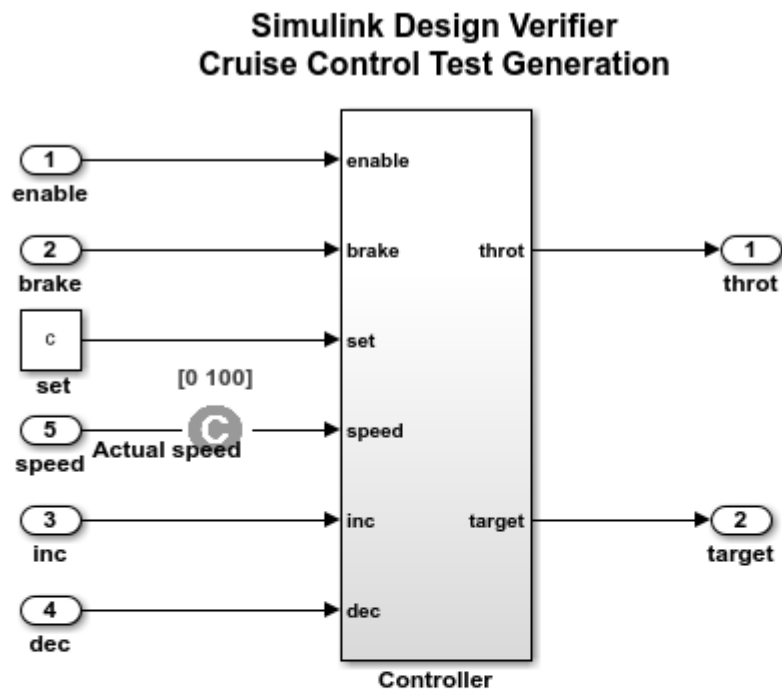 Simulink Design Verifier
Cruise Control Test Generation
1
enable
enable
2
brake
brake
throt
1
throt
c
set
set
[0 100]
5
C
speed
speed
Actual speed
3
inc
inc
target
2
target
4
dec
dec
Controller